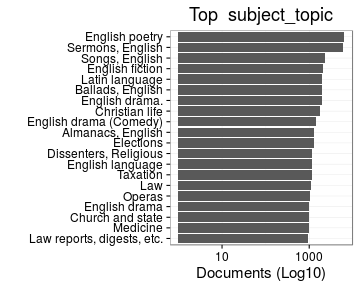 Top subject_topic
English poetry
Sermons, English
Songs, English
English fiction
Latin language
Ballads, English
English drama.
Christian life
English drama (Comedy)
Almanacs, English
Elections
Dissenters, Religious
English language
Taxation
Law
Operas
English drama
Church and state
Medicine
Law reports, digests, etc.
10 1000
Documents (Log10)